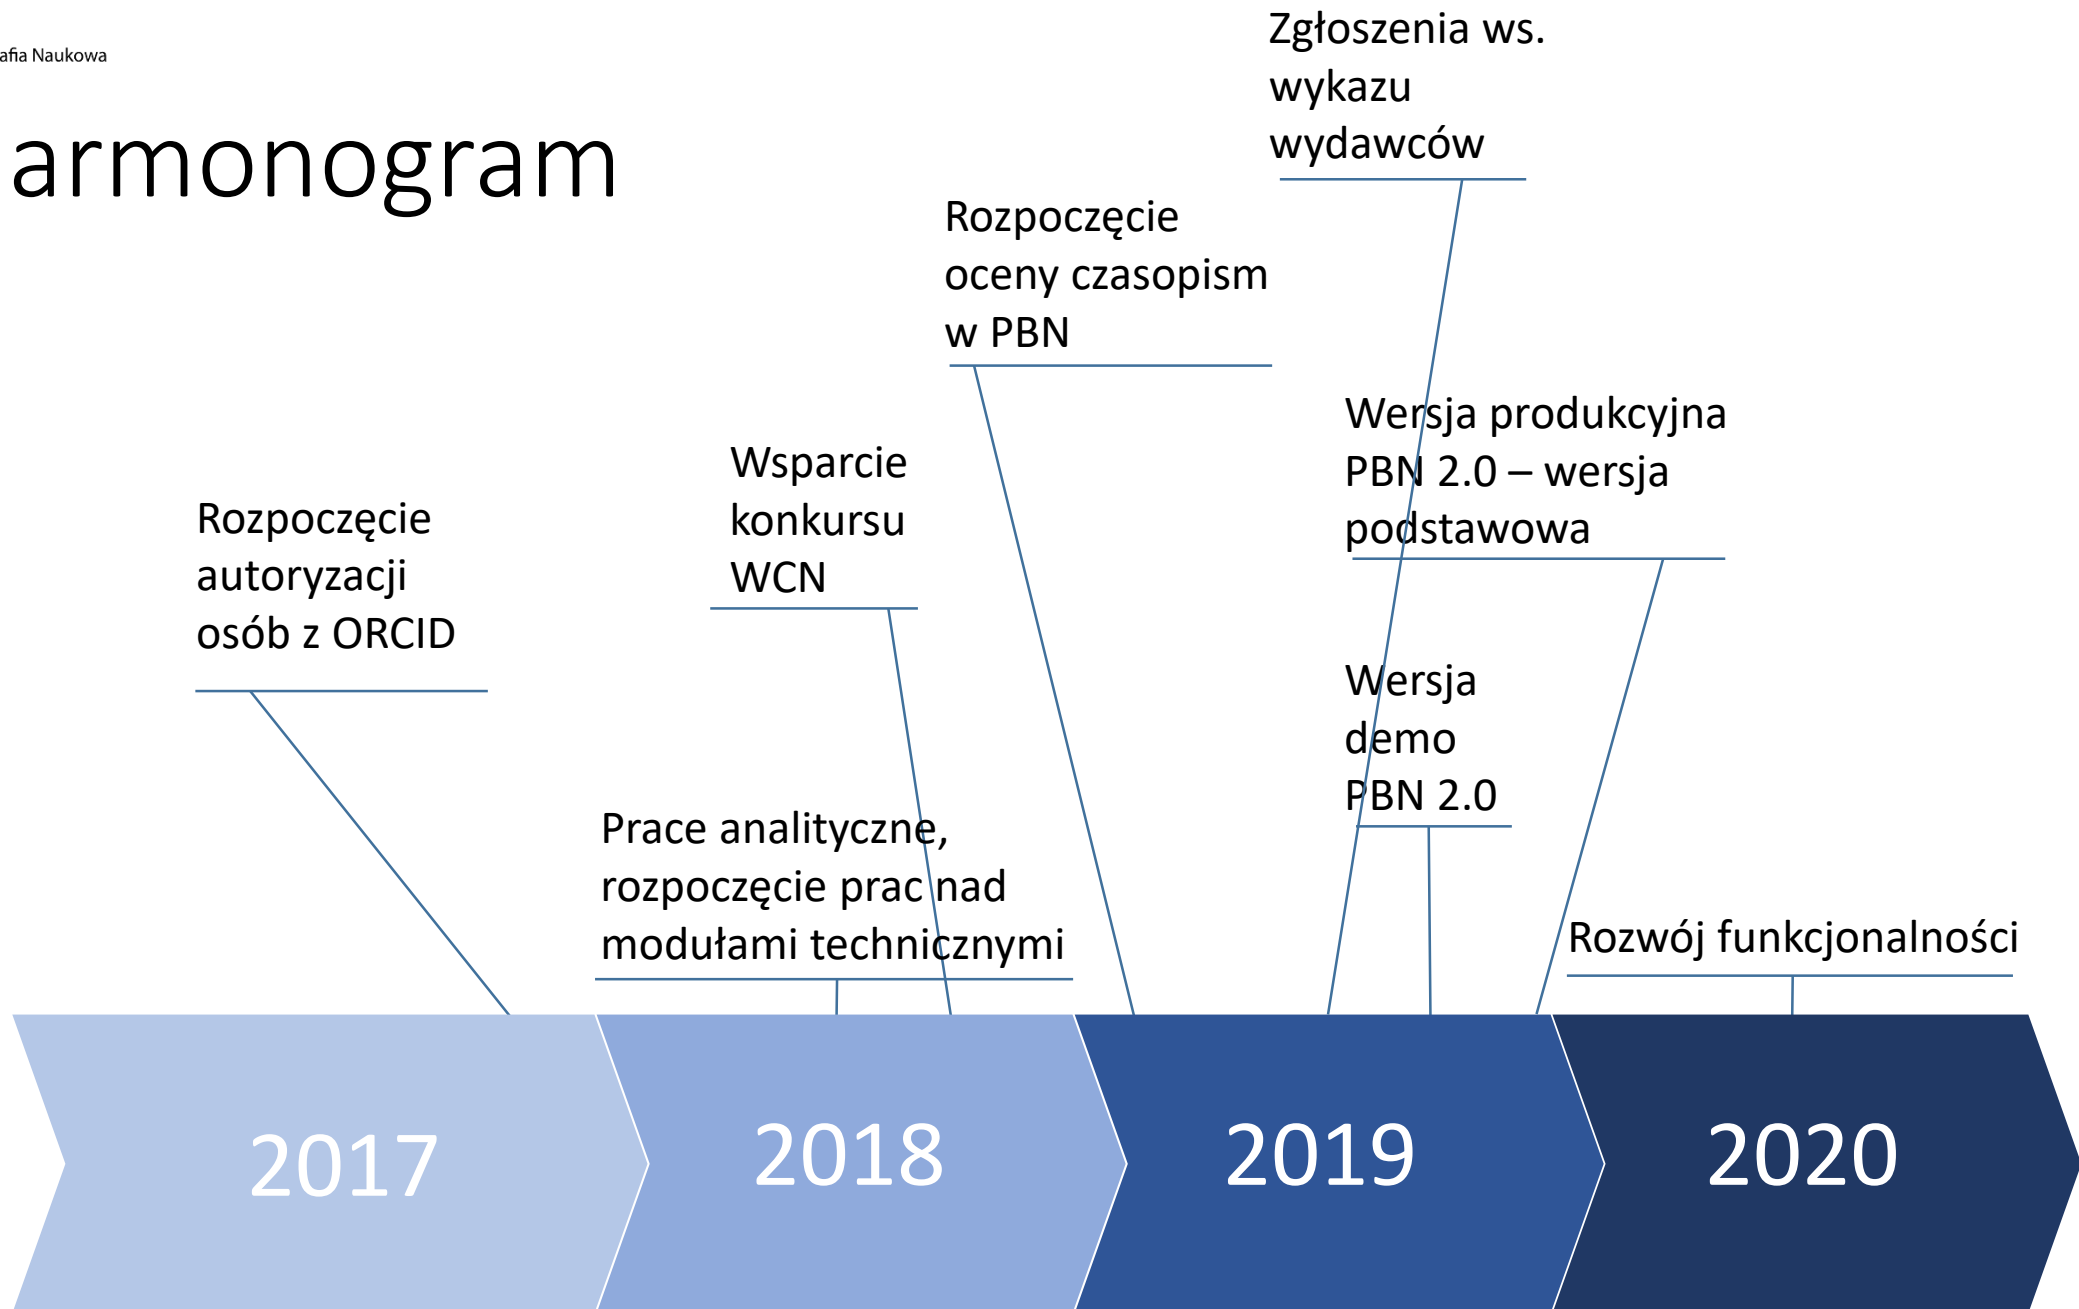 afia Naukowa
armonogram
Zgłoszenia ws.
wykazu
wydawców
Rozpoczęcie
oceny czasopism
w PBN
Wersja produkcyjna
PBN 2.0 – wersja
podstawowa
Wsparcie
konkursu
WCN
Rozpoczęcie
autoryzacji
osób z ORCID
Wersja
demo
PBN 2.0
Prace analityczne,
rozpoczęcie prac nad
modułami technicznymi
Rozwój funkcjonalności
2017
2018
2019
2020